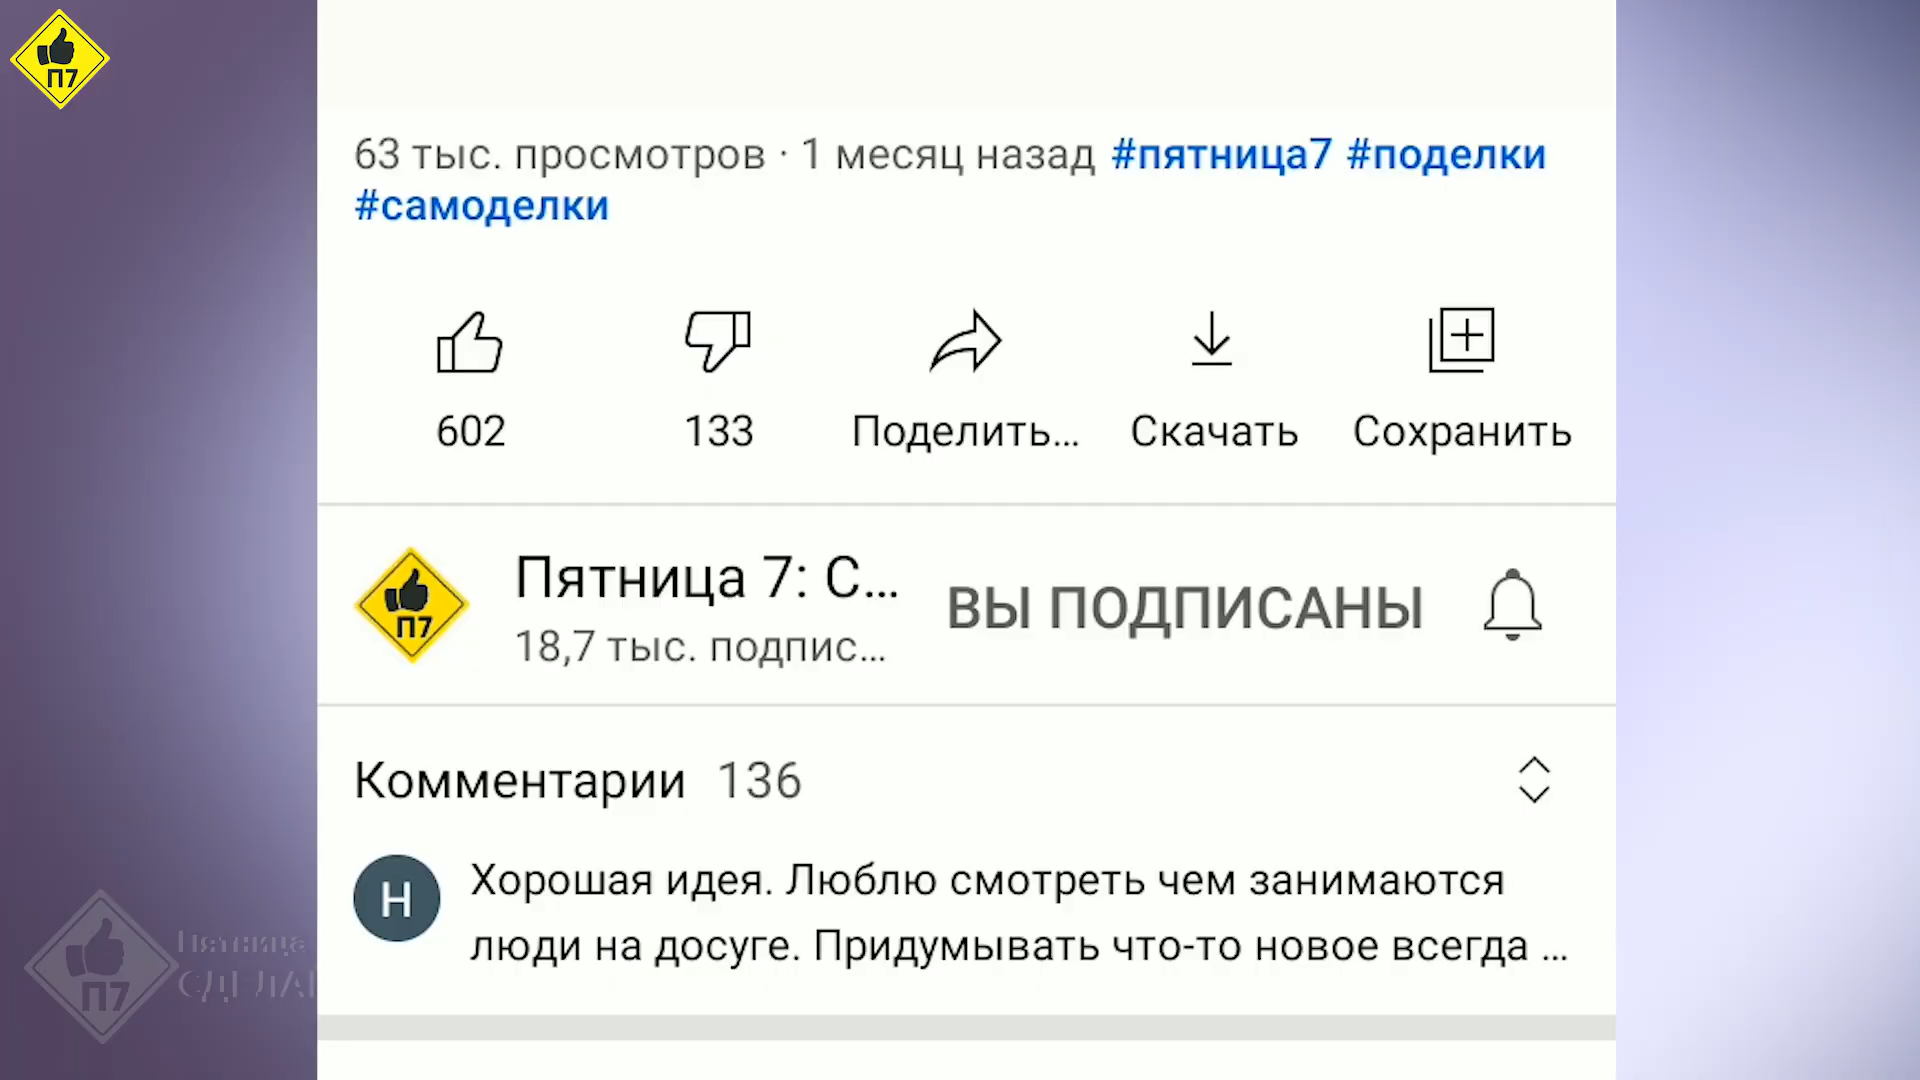 П7
63 тыс. просмотров · 1 месяц назад #пятница7 #поделки
#самоделки
602
133
Поделить...
Скачать
Сохранить
П7
Пятница 7: С...
ВЫ ПОДПИСАНЫ
18,7 тыс. подпис...
Комментарии 136
Н
Хорошая идея. Люблю смотреть чем занимаются
люди на досуге. Придумывать что-то новое всегда ...
П7
Пятница